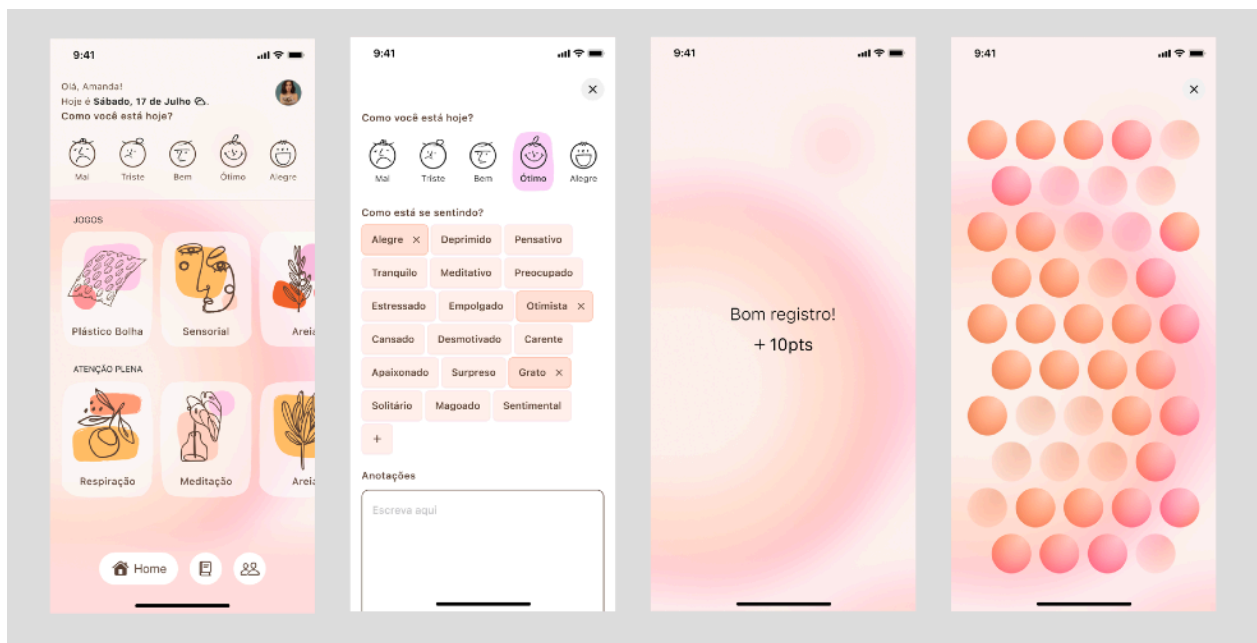 9:41
Olá, Amanda!
Hoje é Sábado, 17 de Julho
Como você está hoje?
Mal Triste Bem Ótimo Alegre
JOGOS
Plástico Bolha Sensorial Areia
ATENÇÃO PLENA
Respiração Meditação Areia
Home
9:41
Como você está hoje?
Mal Triste Bem Ótimo Alegre
Como está se sentindo?
Alegre × Deprimido Pensativo
Tranquilo Meditativo Preocupado
Estressado Empolgado Otimista ×
Cansado Desmotivado Carente
Apaixonado Surpreso Grato ×
Solitário Magoado Sentimental
+
Anotações
Escreva aqui
9:41
Bom registro!
+ 10pts
9:41